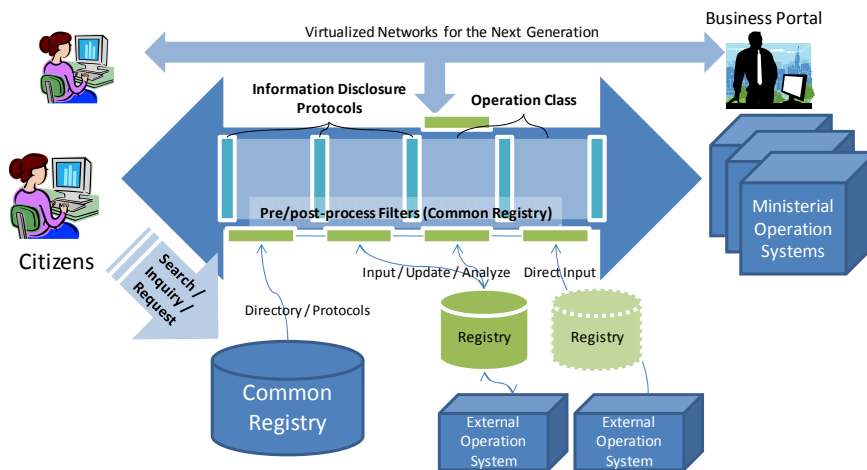 Virtualized Networks for the Next Generation
Business Portal
Information Disclosure
Protocols
Operation Class
Pre/post-process Filters (Common Registry)
Ministerial
Operation
Systems
Citizens
Search /
Inquiry /
Request
Input / Update / Analyze
Direct Input
Directory / Protocols
Registry
Registry
Common
Registry
External
Operation
System
External
Operation
System